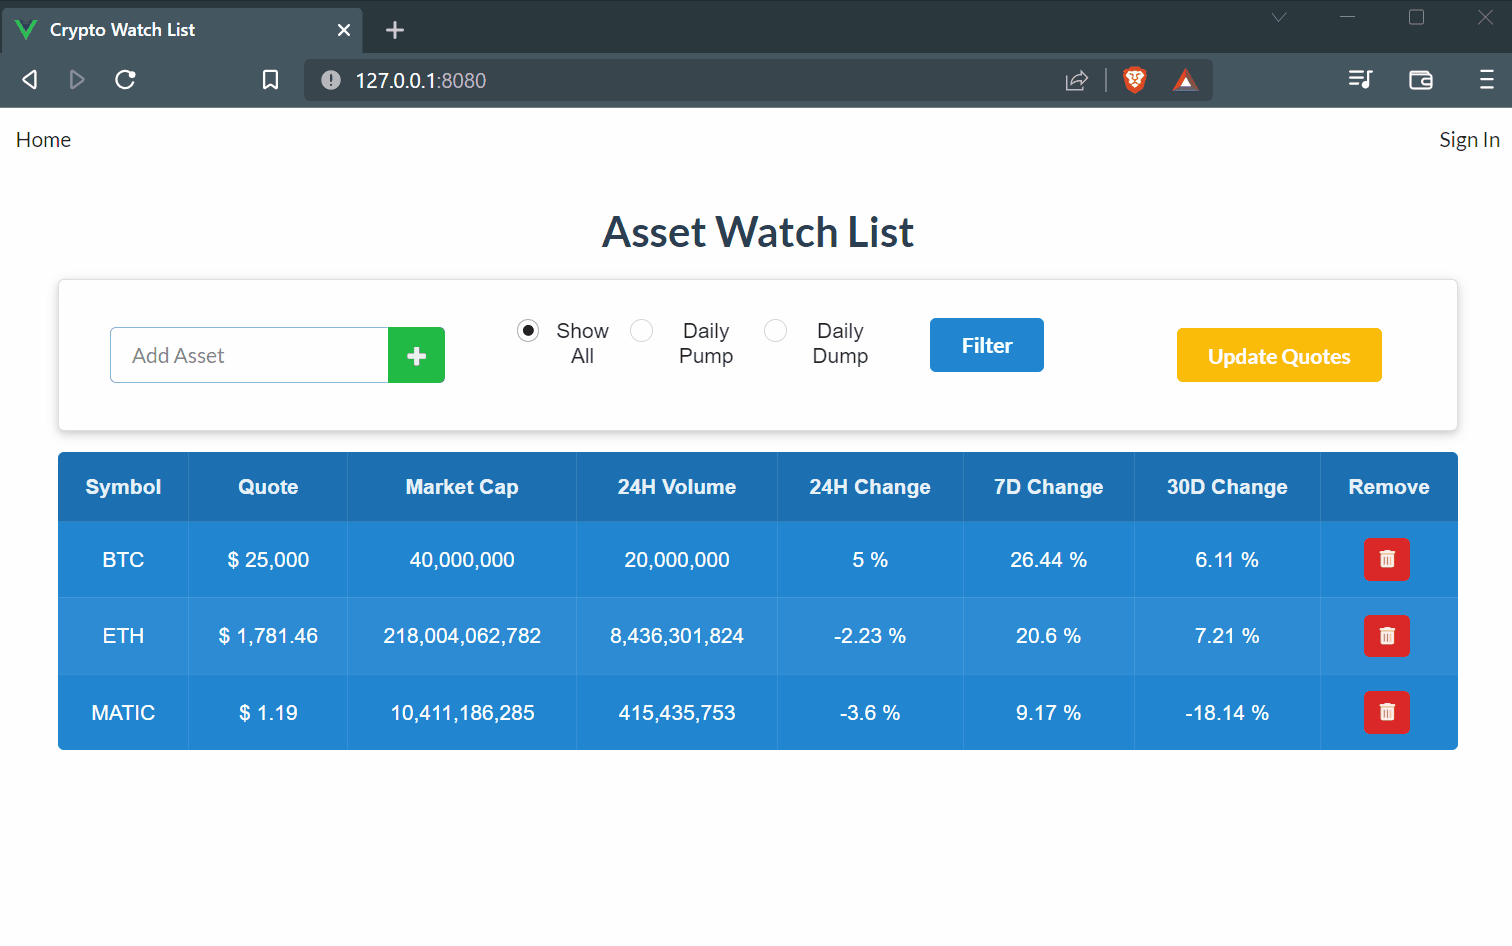 Crypto Watch List
127.0.0.1:8080
Home Sign In
Asset Watch List
Add Asset
Show All
Daily Pump
Daily Dump
Filter
Update Quotes
Symbol Quote Market Cap 24H Volume 24H Change 7D Change 30D Change Remove
BTC $ 25,000 40,000,000 20,000,000 5 % 26.44 % 6.11 %
ETH $ 1,781.46 218,004,062,782 8,436,301,824 -2.23 % 20.6 % 7.21 %
MATIC $ 1.19 10,411,186,285 415,435,753 -3.6 % 9.17 % -18.14 %